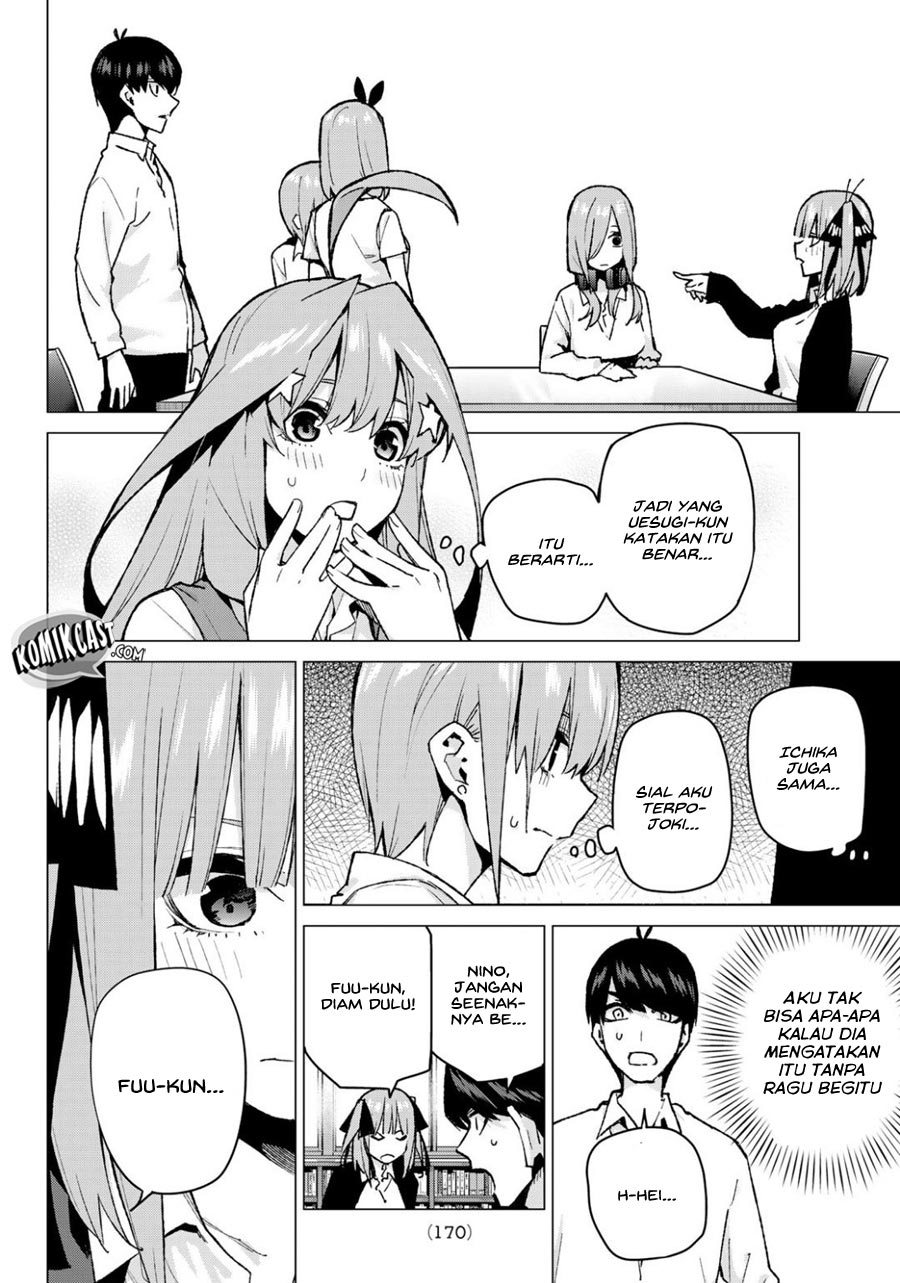 JADI YANG
UESUGI-KUN
KATAKAN ITU
BENAR...
ITU
BERARTI...
KOMIKCAST
.COM
ICHIKA
JUGA
SAMA...
SIAL AKU
TERPO-
JOKI...
AKU TAK
BISA APA-APA
KALAU DIA
MENGATAKAN
ITU TANPA
RAGU BEGITU
H-HEI...
NINO,
JANGAN
SEENAK-
NYA BE...
FUU-KUN,
DIAM DULU!
FUU-KUN...
(170)